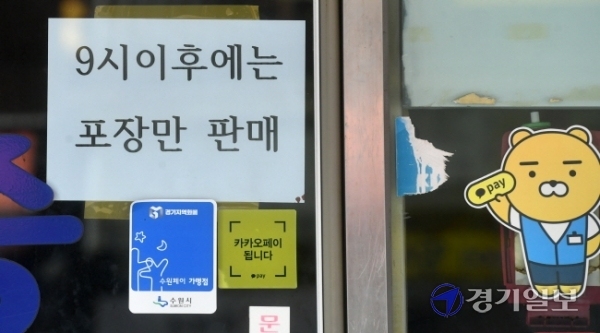 9시이후에는
포장만 판매
경기지역화폐
수원페이 가맹점
수원시
카카오페이
됩니다
pay
pay
문
경기일보